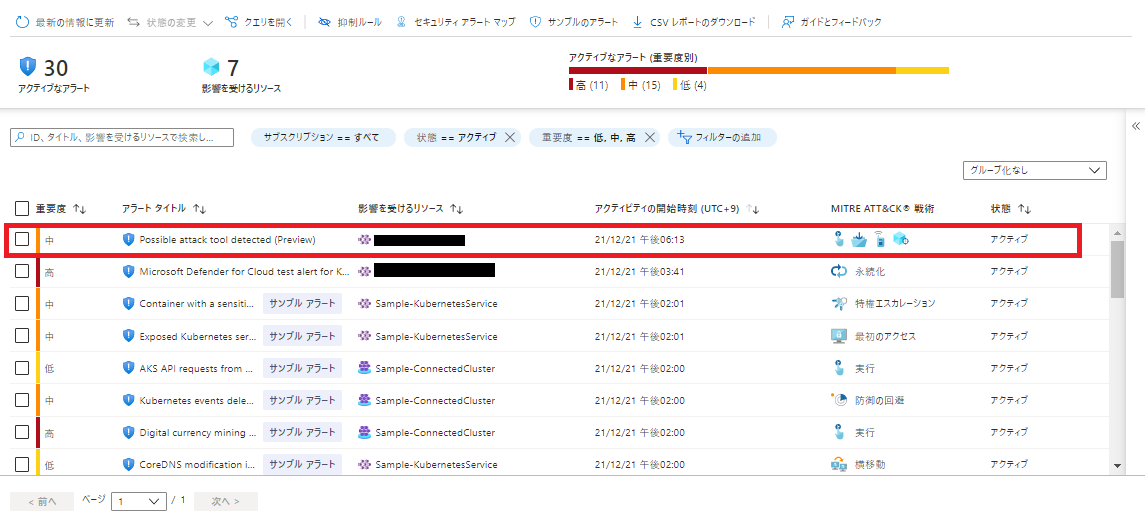 最新の情報に更新 状態の変更 クエリを開く 抑制ルール セキュリティ アラート マップ サンプルのアラート CSV レポートのダウンロード ガイドとフィードバック
30
アクティブなアラート
7
影響を受けるリソース
アクティブなアラート (重要度別)
高 (11) 中 (15) 低 (4)
ID、タイトル、影響を受けるリソースで検索し... サブスクリプション == すべて 状態 == アクティブ 重要度 == 低, 中, 高 フィルターの追加
グループ化なし
重要度 アラート タイトル 影響を受けるリソース アクティビティの開始時刻 (UTC+9) MITRE ATT&CK® 戦術 状態
中 Possible attack tool detected (Preview) 21/12/21 午後06:13 アクティブ
高 Microsoft Defender for Cloud test alert for K... 21/12/21 午後03:41 永続化 アクティブ
中 Container with a sensiti... サンプル アラート Sample-KubernetesService 21/12/21 午後02:01 特権エスカレーション アクティブ
中 Exposed Kubernetes ser... サンプル アラート Sample-KubernetesService 21/12/21 午後02:01 最初のアクセス アクティブ
低 AKS API requests from ... サンプル アラート Sample-ConnectedCluster 21/12/21 午後02:00 実行 アクティブ
中 Kubernetes events dele... サンプル アラート Sample-ConnectedCluster 21/12/21 午後02:00 防御の回避 アクティブ
高 Digital currency mining ... サンプル アラート Sample-ConnectedCluster 21/12/21 午後02:00 実行 アクティブ
低 CoreDNS modification i... サンプル アラート Sample-KubernetesService 21/12/21 午後02:00 横移動 アクティブ
< 前へ ページ 1 / 1 次へ >